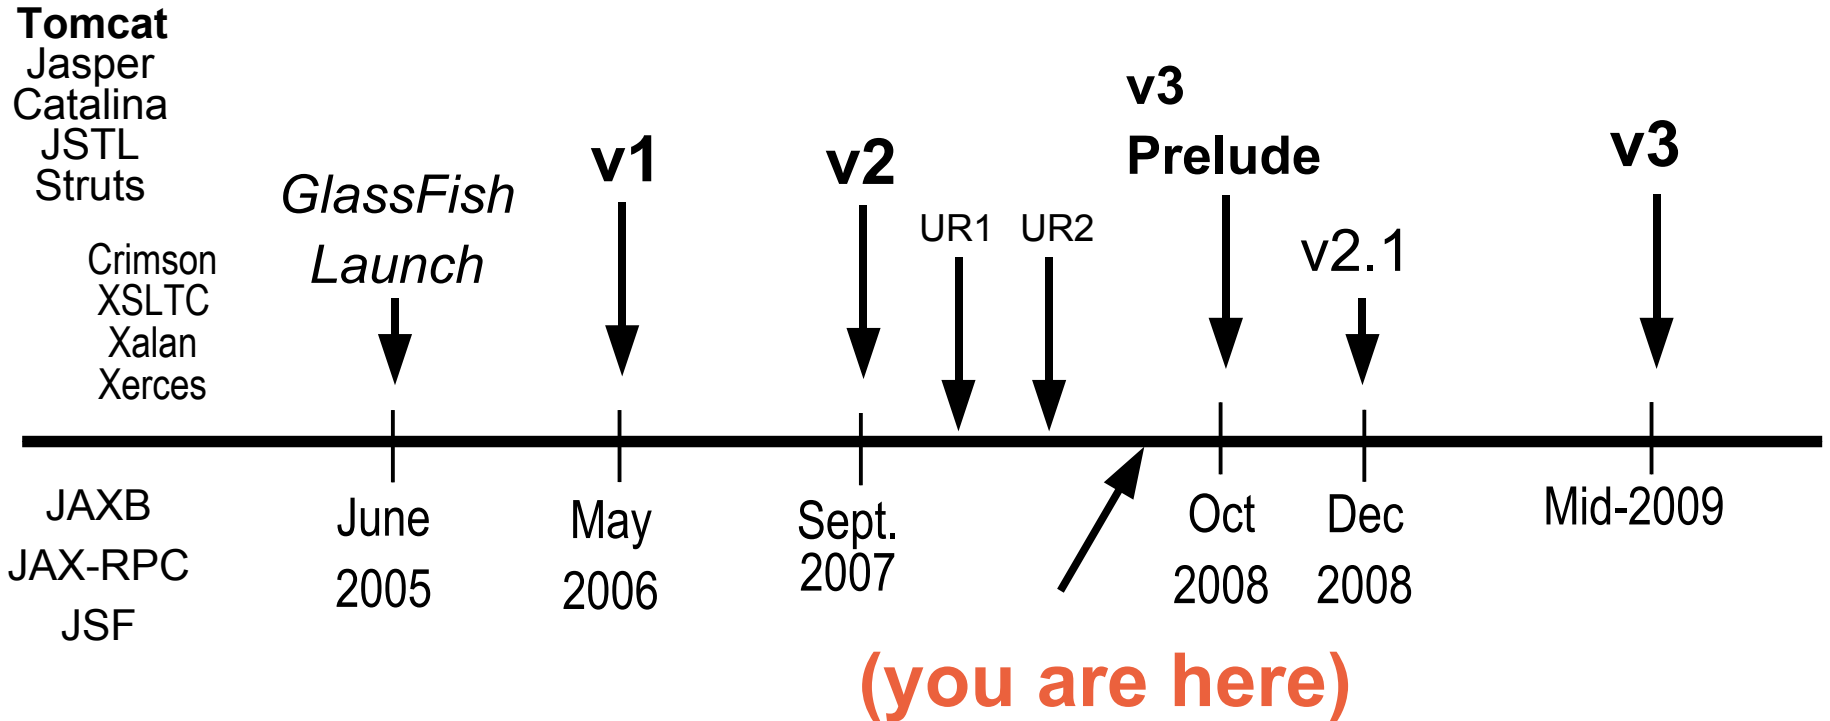 Tomcat
Jasper
Catalina
JSTL
Struts
Crimson
XSLTC
Xalan
Xerces
GlassFish
Launch
v1
v2
UR1
UR2
v3
Prelude
v2.1
v3
JAXB
JAX-RPC
JSF
June
2005
May
2006
Sept.
2007
Oct
2008
Dec
2008
Mid-2009
(you are here)